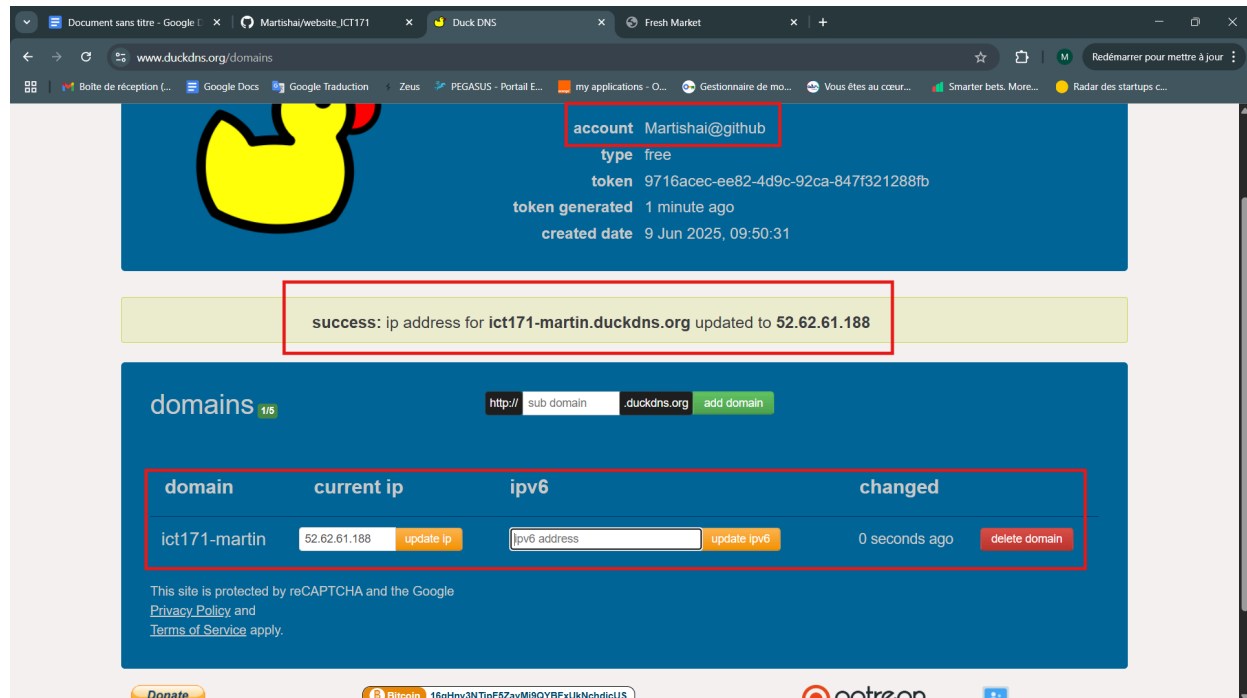 Document sans titre - Google D
Martishai/website_ICT171
Duck DNS
Fresh Market
www.duckdns.org/domains
M
Redémarrer pour mettre à jour
Boîte de réception (...
Google Docs
Google Traduction
Zeus
PEGASUS - Portail E...
my applications - O...
Gestionnaire de mo...
Vous êtes au cœur...
Smarter bets. More...
Radar des startups c...
account Martishai@github
type free
token 9716acec-ee82-4d9c-92ca-847f321288fb
token generated 1 minute ago
created date 9 Jun 2025, 09:50:31
success: ip address for ict171-martin.duckdns.org updated to 52.62.61.188
domains 1/5
http:// sub domain .duckdns.org add domain
domain current ip ipv6 changed
ict171-martin 52.62.61.188 update ip ipv6 address update ipv6 0 seconds ago delete domain
This site is protected by reCAPTCHA and the Google
Privacy Policy and
Terms of Service apply.
Donate
Bitcoin
patreon